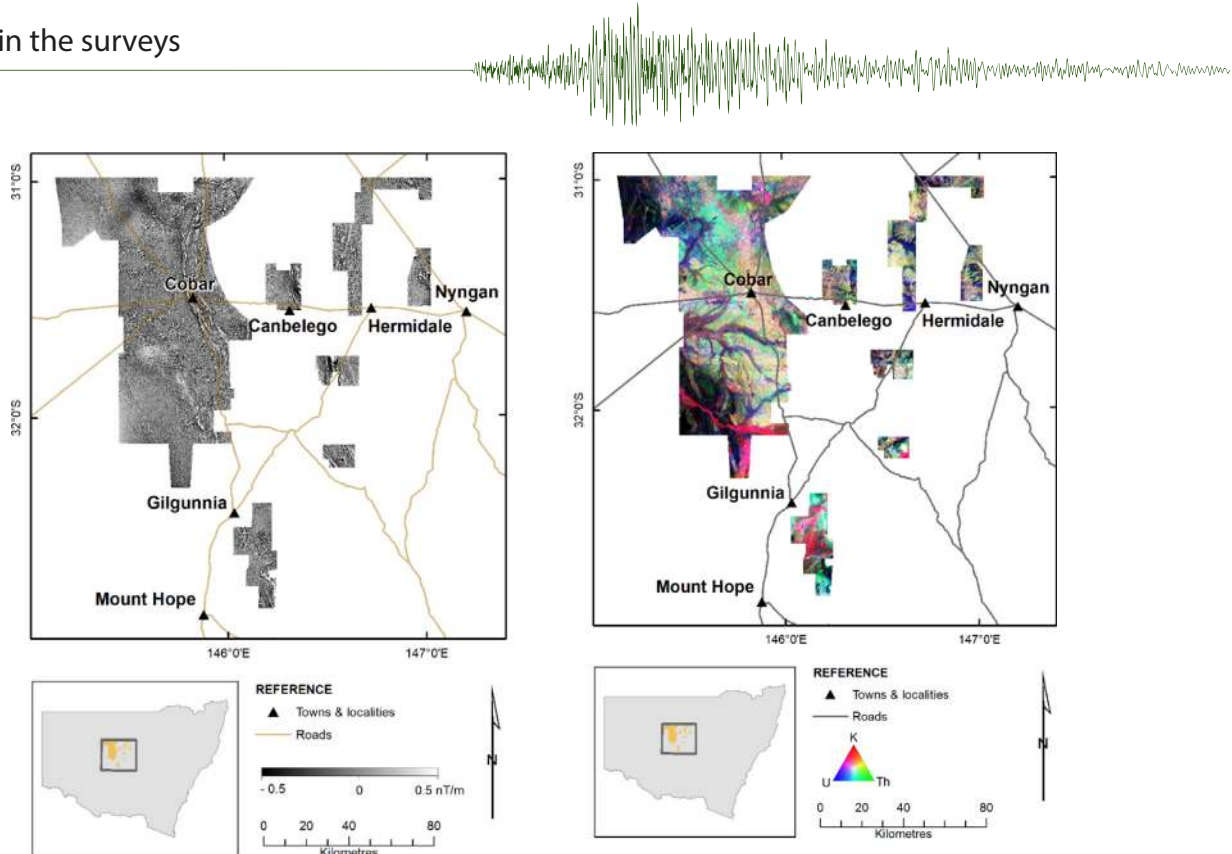 in the surveys
31°0'S
32°0'S
Cobar
Canbelego
Hermidale
Nyngan
Gilgunnia
Mount Hope
146°0'E 147°0'E
REFERENCE
Towns & localities
Roads
- 0.5 0 0.5 nT/m
0 20 40 80
Kilometres
N
31°0'S
32°0'S
Cobar
Canbelego
Hermidale
Nyngan
Gilgunnia
Mount Hope
146°0'E 147°0'E
REFERENCE
Towns & localities
Roads
K
U Th
0 20 40 80
Kilometres
N